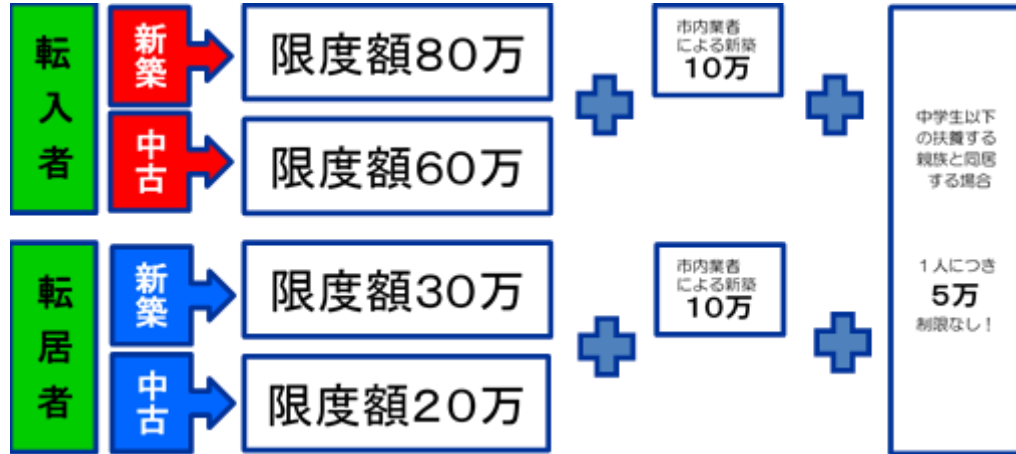 転入者
新築
限度額80万
中古
限度額60万
市内業者
による新築
10万
転居者
新築
限度額30万
中古
限度額20万
市内業者
による新築
10万
中学生以下
の扶養する
親族と同居
する場合
1人につき
5万
制限なし!